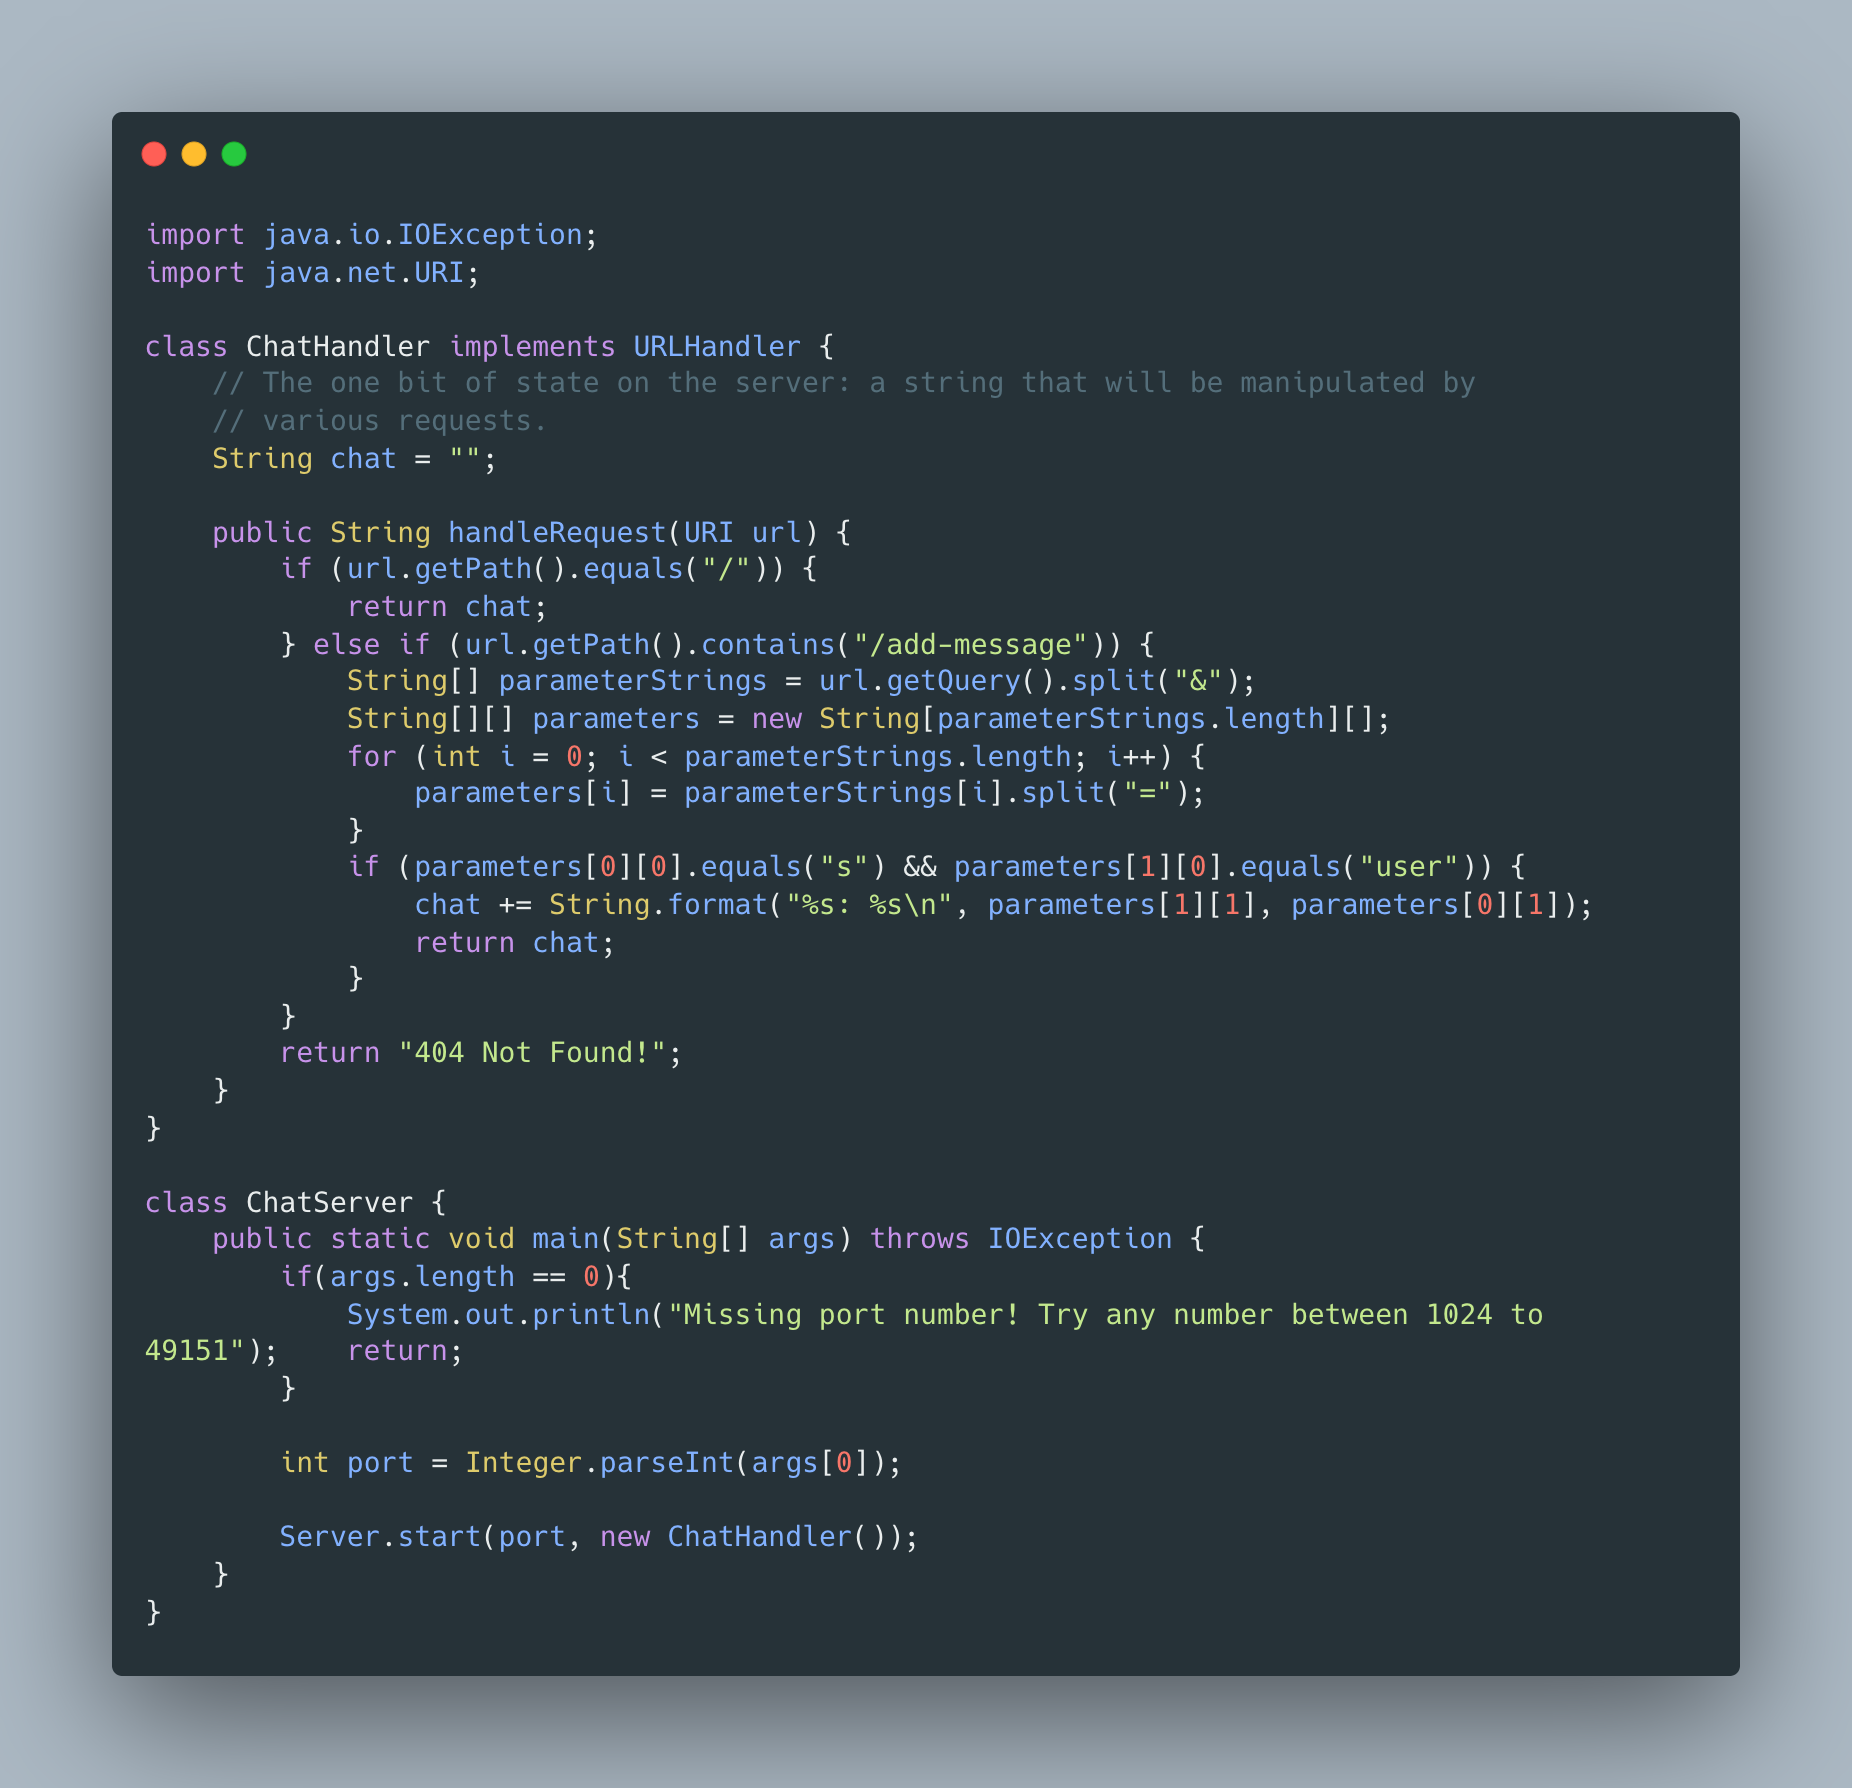 import java.io.IOException;
import java.net.URI;

class ChatHandler implements URLHandler {
    // The one bit of state on the server: a string that will be manipulated by
    // various requests.
    String chat = "";

    public String handleRequest(URI url) {
        if (url.getPath().equals("/")) {
            return chat;
        } else if (url.getPath().contains("/add-message")) {
            String[] parameterStrings = url.getQuery().split("&");
            String[][] parameters = new String[parameterStrings.length][];
            for (int i = 0; i < parameterStrings.length; i++) {
                parameters[i] = parameterStrings[i].split("=");
            }
            if (parameters[0][0].equals("s") && parameters[1][0].equals("user")) {
                chat += String.format("%s: %s\n", parameters[1][1], parameters[0][1]);
                return chat;
            }
        }
        return "404 Not Found!";
    }
}

class ChatServer {
    public static void main(String[] args) throws IOException {
        if(args.length == 0){
            System.out.println("Missing port number! Try any number between 1024 to
49151");    return;
        }

        int port = Integer.parseInt(args[0]);

        Server.start(port, new ChatHandler());
    }
}